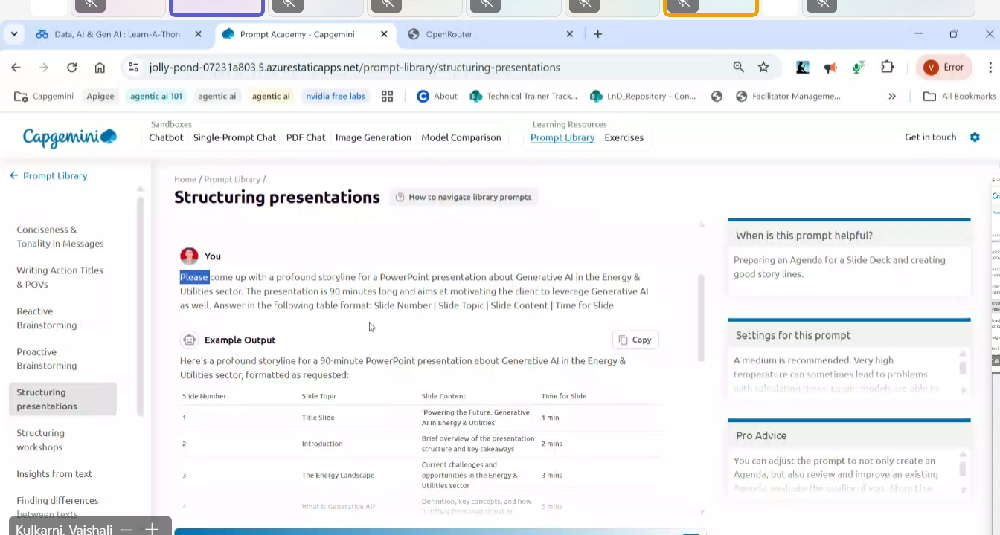 Data, AI & Gen AI : Learn-A-Thon
Prompt Academy - Capgemini
OpenRouter
jolly-pond-07231a803.5.azurestaticapps.net/prompt-library/structuring-presentations
V Error
Capgemini
Apigee
agentic ai 101
agentic ai
agentic ai
nvidia free labs
About
Technical Trainer Track...
LnD_Repository - Con...
Facilitator Manageme...
All Bookmarks
Capgemini
Sandboxes
Chatbot
Single-Prompt Chat
PDF Chat
Image Generation
Model Comparison
Learning Resources
Prompt Library
Exercises
Get in touch
Prompt Library
Conciseness &
Tonality in Messages
Writing Action Titles
& POVs
Reactive
Brainstorming
Proactive
Brainstorming
Structuring
presentations
Structuring
workshops
Insights from text
Finding differences
between texts
Kulkarni, Vaishali
Home / Prompt Library /
Structuring presentations
How to navigate library prompts
You
Please come up with a profound storyline for a PowerPoint presentation about Generative AI in the Energy &
Utilities sector. The presentation is 90 minutes long and aims at motivating the client to leverage Generative AI
as well. Answer in the following table format: Slide Number | Slide Topic | Slide Content | Time for Slide
Example Output
Copy
Here's a profound storyline for a 90-minute PowerPoint presentation about Generative AI in the Energy &
Utilities sector, formatted as requested:
Slide Number Slide Topic Slide Content Time for Slide
1 Title Slide 'Powering the Future: Generative
AI in Energy & Utilities' 1 min
2 Introduction Brief overview of the presentation
structure and key takeaways 2 mins
3 The Energy Landscape Current challenges and
opportunities in the Energy &
Utilities sector 3 mins
4 What is Generative AI? Definition, key concepts, and how
it differs from traditional AI 5 mins
When is this prompt helpful?
Preparing an Agenda for a Slide Deck and creating
good story lines.
Settings for this prompt
A medium is recommended. Very high
temperature can sometimes lead to problems
with calculating times. Larger models are able to
Pro Advice
You can adjust the prompt to not only create an
Agenda, but also review and improve an existing
Agenda, evaluate the quality of your Story Line